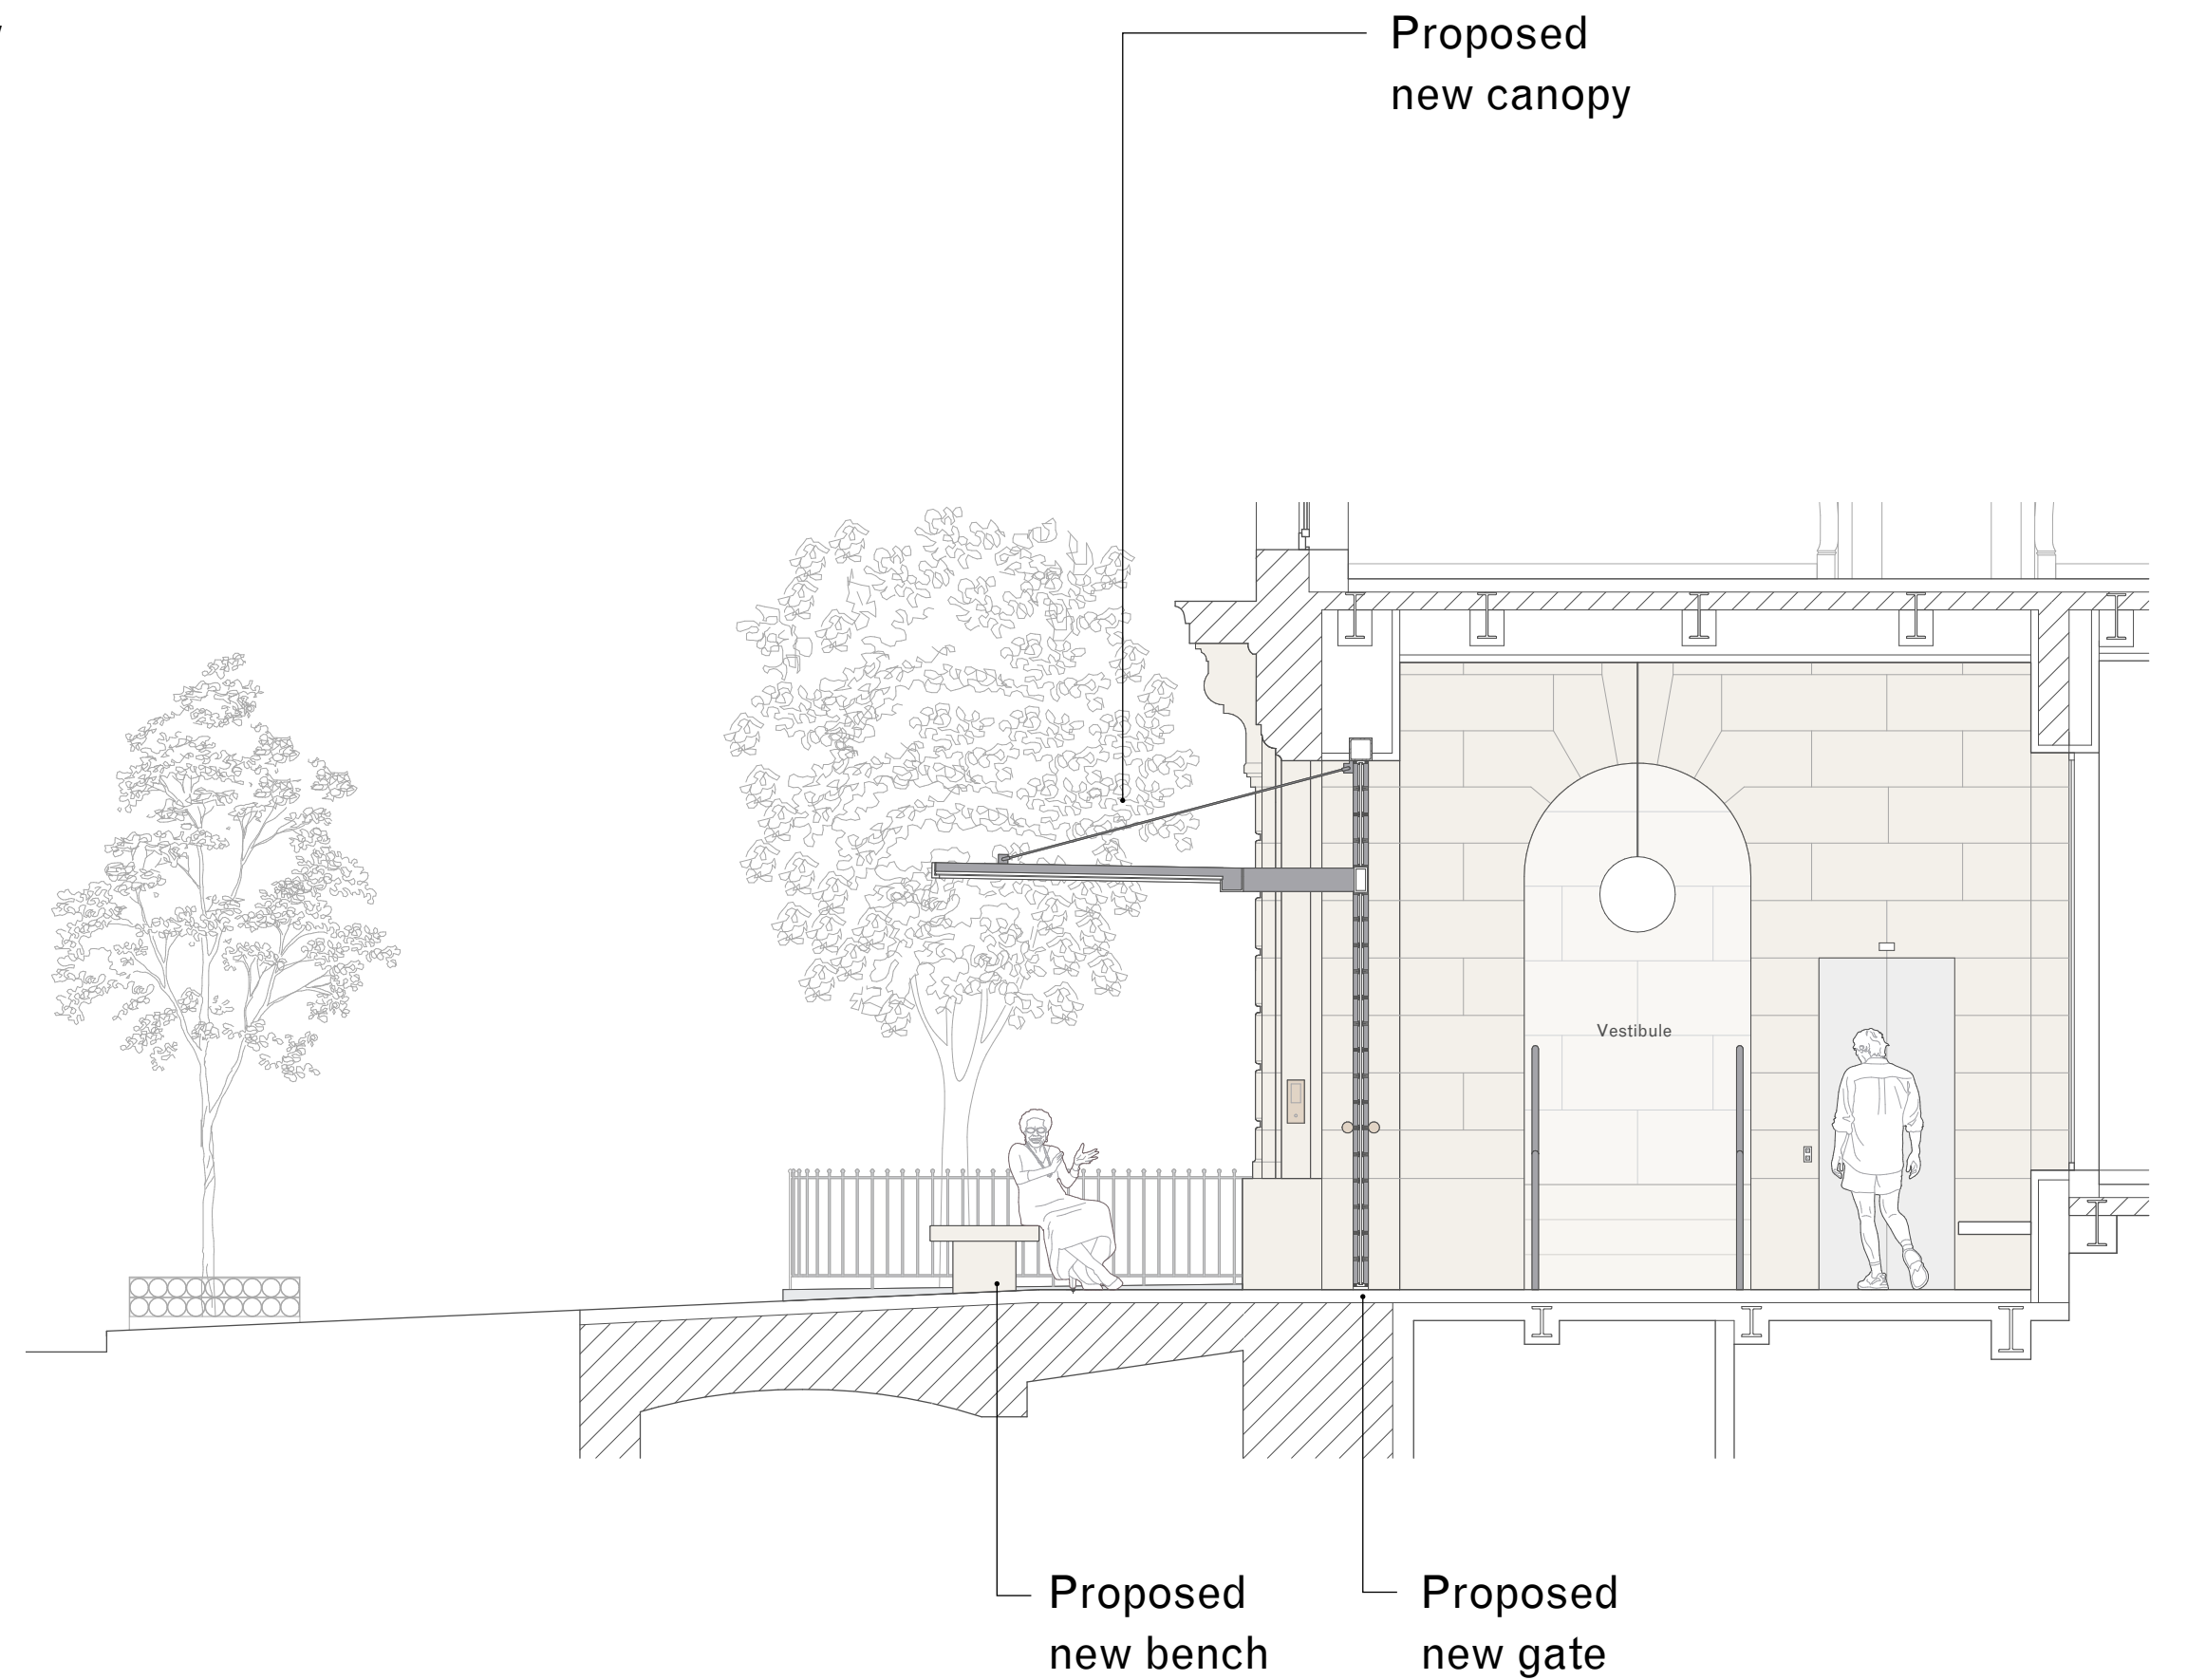 Proposed
new canopy
Vestibule
Proposed
new bench
Proposed
new gate